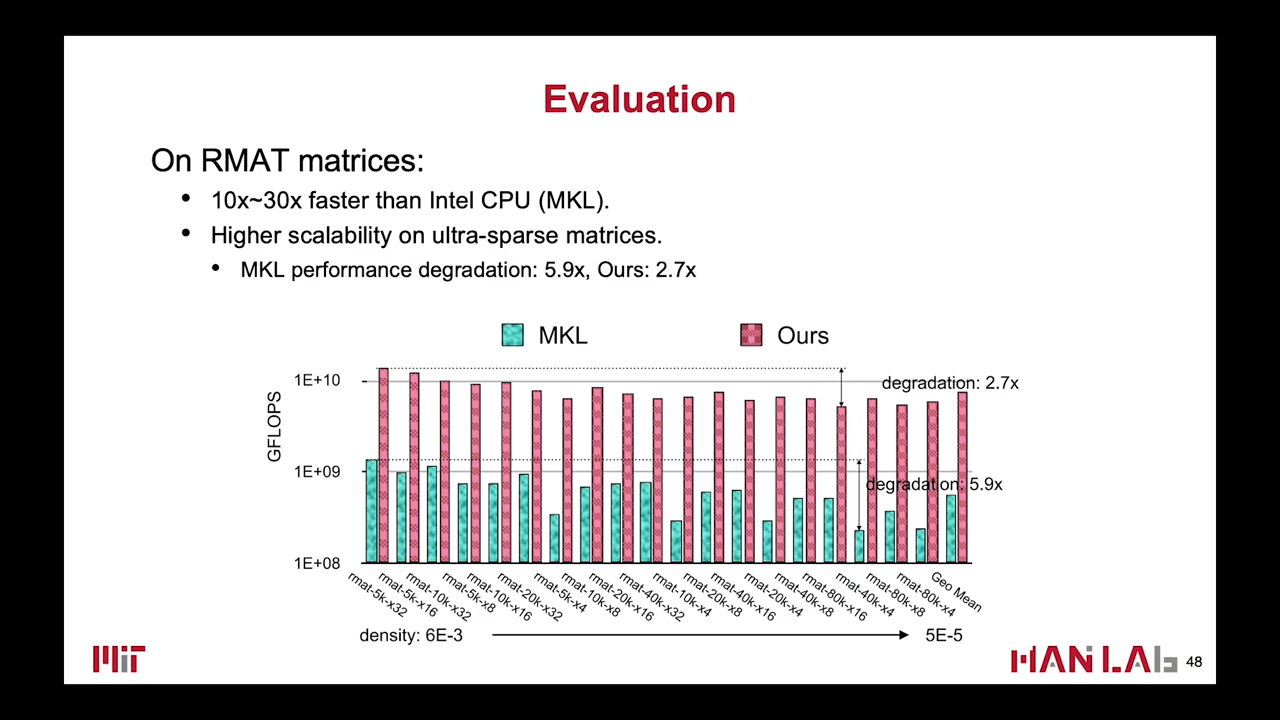 Evaluation
On RMAT matrices:
• 10x~30x faster than Intel CPU (MKL).
• Higher scalability on ultra-sparse matrices.
• MKL performance degradation: 5.9x, Ours: 2.7x
MKL
Ours
GFLOPS
1E+10
1E+09
1E+08
degradation: 2.7x
degradation: 5.9x
rmat-5k-x32
rmat-5k-x16
rmat-10k-x32
rmat-5k-x8
rmat-10k-x16
rmat-20k-x32
rmat-5k-x4
rmat-10k-x8
rmat-20k-x16
rmat-40k-x32
rmat-10k-x4
rmat-20k-x8
rmat-40k-x16
rmat-20k-x4
rmat-40k-x8
rmat-80k-x16
rmat-40k-x4
rmat-80k-x8
rmat-80k-x4
Geo Mean
density: 6E-3
5E-5
MIT
HAN LAb
48